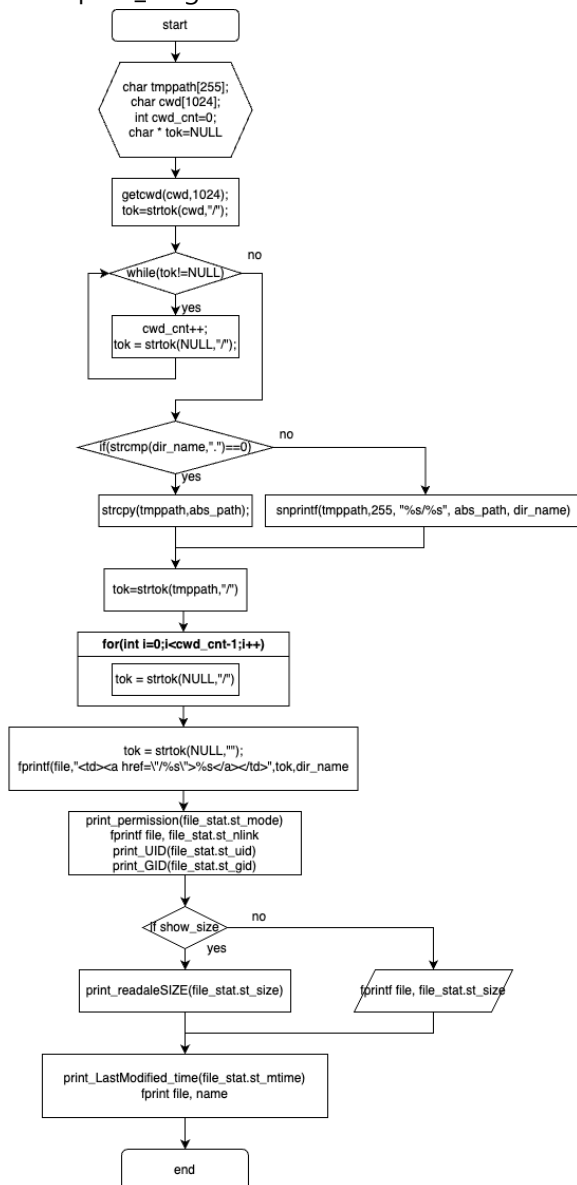 start
char tmppath[255];
char cwd[1024];
int cwd_cnt=0;
char * tok=NULL
getcwd(cwd,1024);
tok=strtok(cwd,"/");
no
while(tok!=NULL)
yes
cwd_cnt++;
tok = strtok(NULL,"/");
no
if(strcmp(dir_name,".")==0)
yes
strcpy(tmppath,abs_path);
snprintf(tmppath,255, "%s/%s", abs_path, dir_name)
tok=strtok(tmppath,"/")
for(int i=0;i<cwd_cnt-1;i++)
tok = strtok(NULL,"/")
tok = strtok(NULL,"");
fprintf(file,"<td><a href=\"/%s\">%s</a></td>",tok,dir_name
print_permission(file_stat.st_mode)
fprintf file, file_stat.st_nlink
print_UID(file_stat.st_uid)
print_GID(file_stat.st_gid)
no
if show_size
yes
print_readaleSIZE(file_stat.st_size)
fprintf file, file_stat.st_size
print_LastModified_time(file_stat.st_mtime)
fprint file, name
end